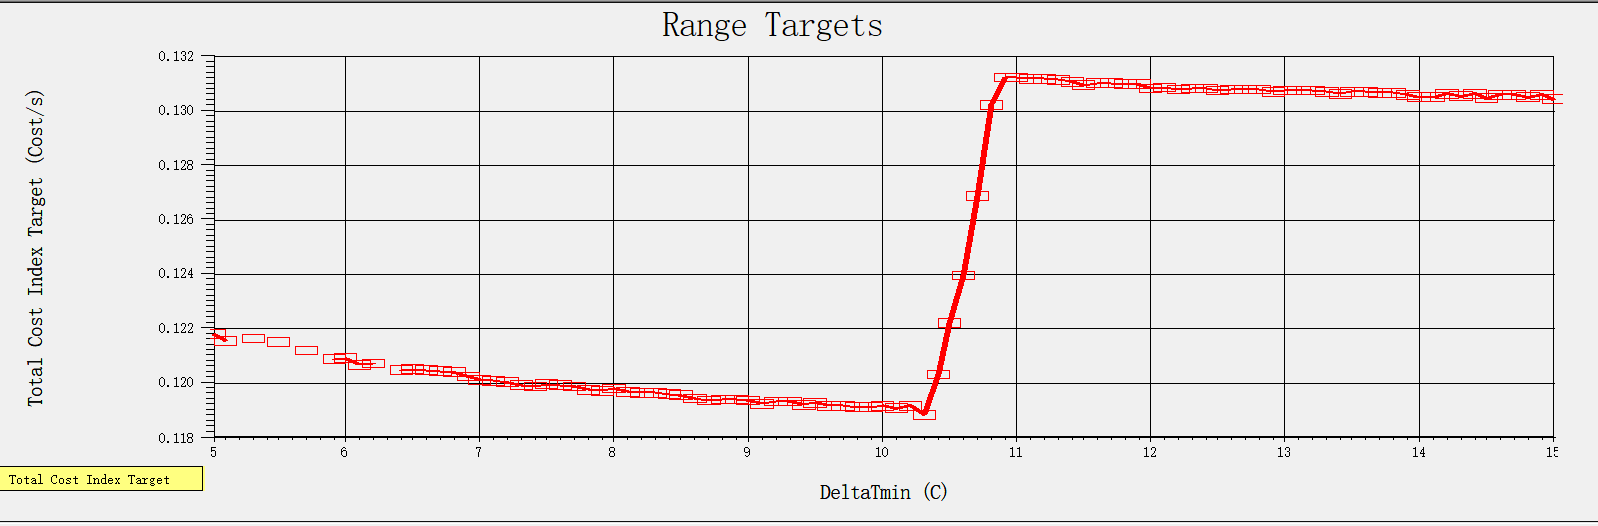 Range Targets
Total Cost Index Target (Cost/s)
0.132
0.130
0.128
0.126
0.124
0.122
0.120
0.118
5 6 7 8 9 10 11 12 13 14 15
DeltaTmin (C)
Total Cost Index Target